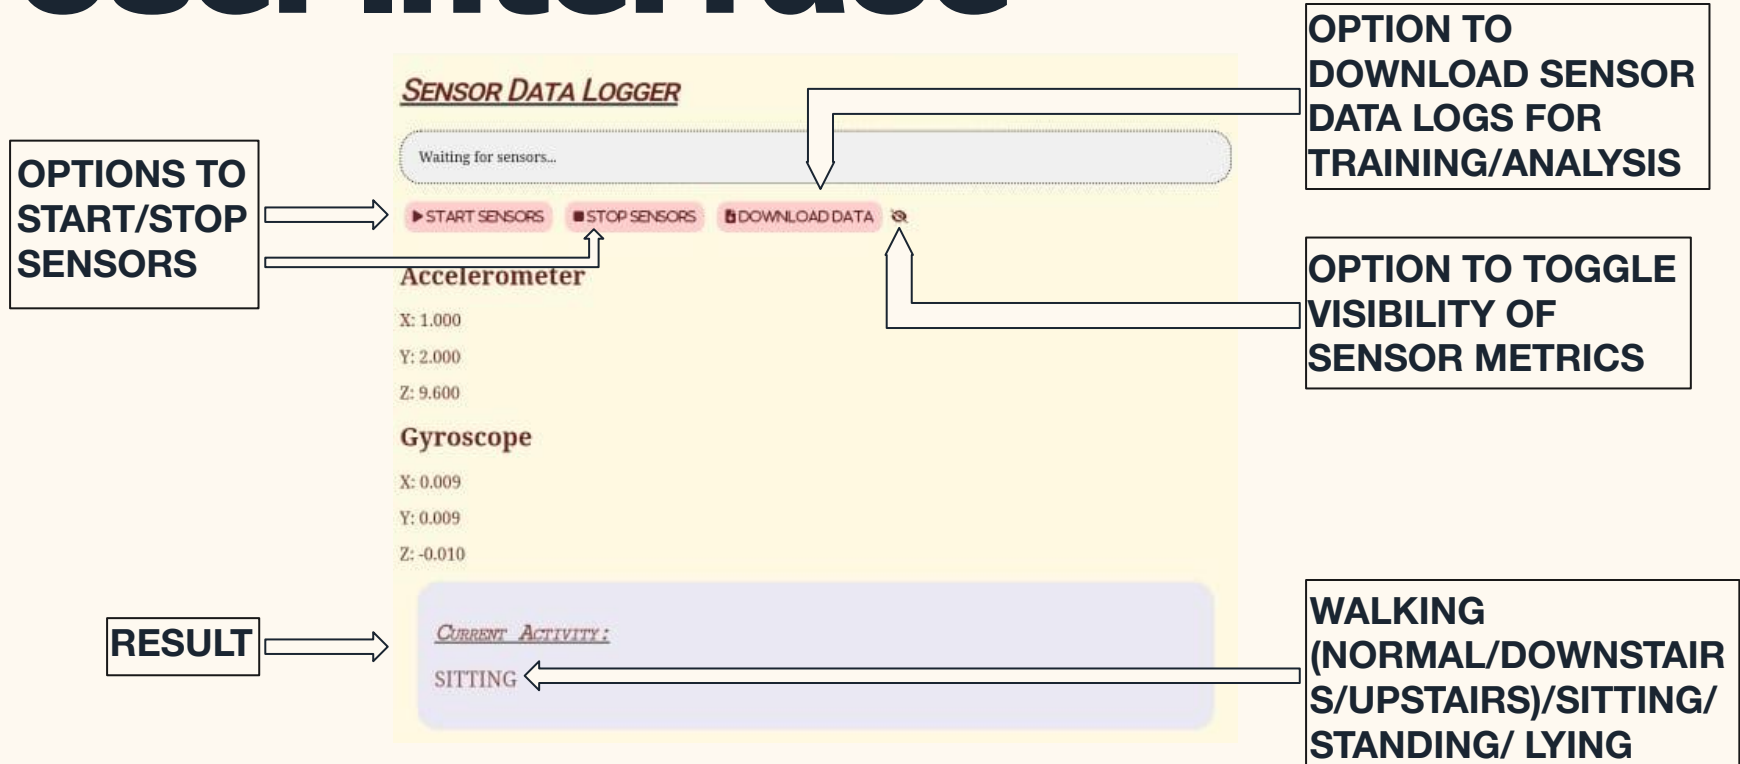 User Interface
OPTION TO
DOWNLOAD SENSOR
DATA LOGS FOR
TRAINING/ANALYSIS
SENSOR DATA LOGGER
Waiting for sensors...
OPTIONS TO
START/STOP
SENSORS
START SENSORS STOP SENSORS DOWNLOAD DATA
OPTION TO TOGGLE
VISIBILITY OF
SENSOR METRICS
Accelerometer
X: 1.000
Y: 2.000
Z: 9.600
Gyroscope
X: 0.009
Y: 0.009
Z: -0.010
RESULT
CURRENT ACTIVITY:
SITTING
WALKING
(NORMAL/DOWNSTAIR
S/UPSTAIRS)/SITTING/
STANDING/ LYING